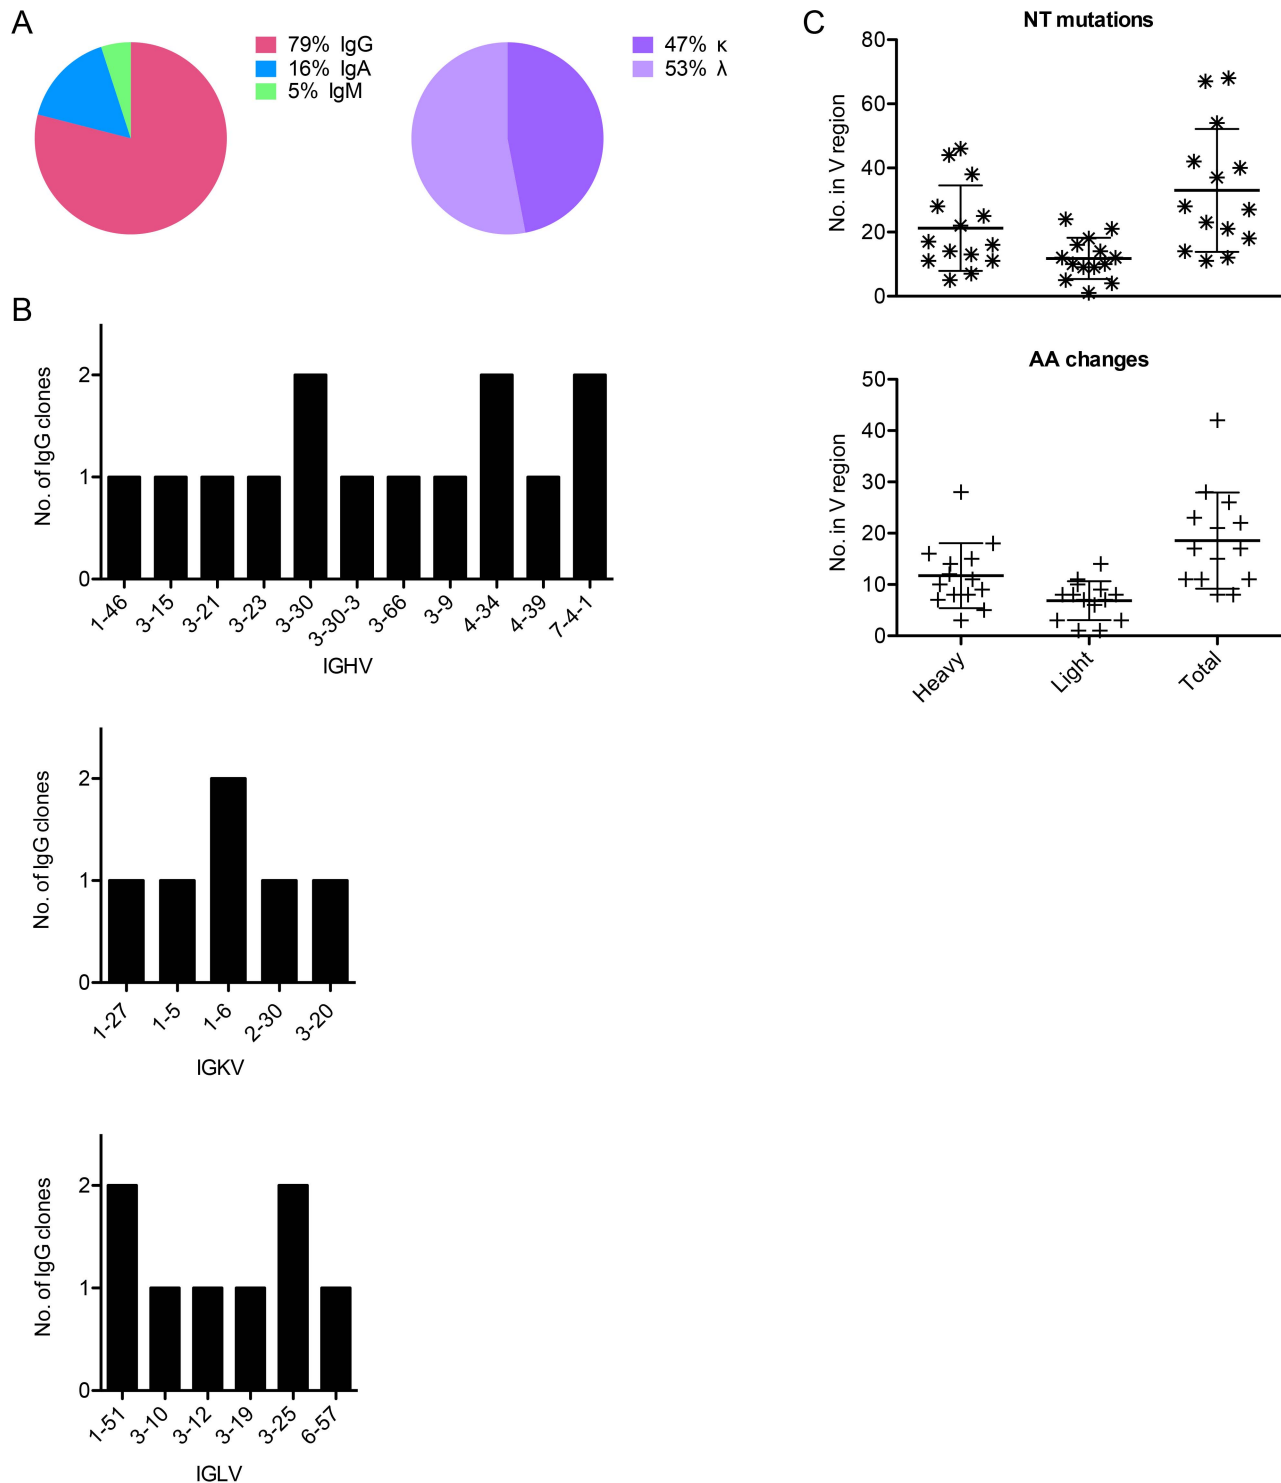 A
79% IgG
16% IgA
5% IgM
47% κ
53% λ
B
No. of IgG clones
2
1
0
1-46
3-15
3-21
3-23
3-30
3-30-3
3-66
3-9
4-34
4-39
7-4-1
IGHV
No. of IgG clones
2
1
0
1-27
1-5
1-6
2-30
3-20
IGKV
No. of IgG clones
2
1
0
1-51
3-10
3-12
3-19
3-25
6-57
IGLV
C
NT mutations
No. in V region
80
60
40
20
0
AA changes
No. in V region
50
40
30
20
10
0
Heavy
Light
Total